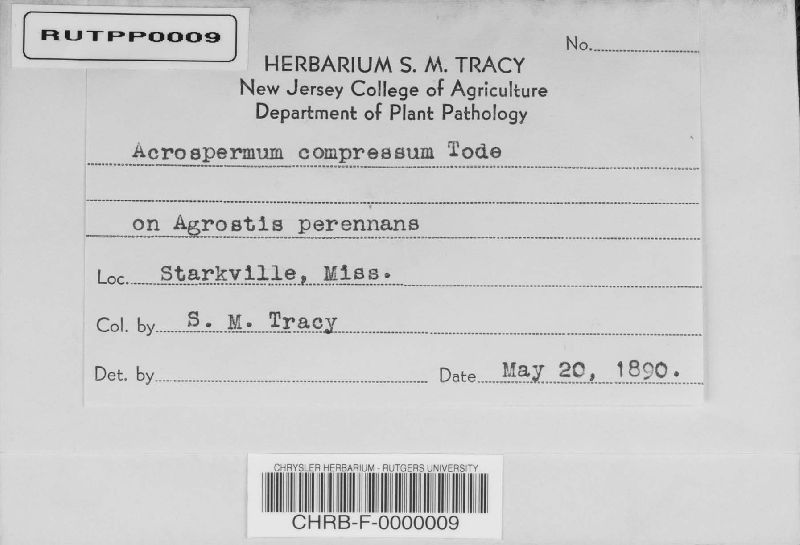 RUTPP0009
No.
HERBARIUM S. M. TRACY
New Jersey College of Agriculture
Department of Plant Pathology
Acrospermum compressum Tode
on Agrostis perennans
Loc. Starkville, Miss.
Col. by S. M. Tracy
Det. by Date May 20, 1890.
CHRYSLER HERBARIUM - RUTGERS UNIVERSITY
CHRB-F-0000009